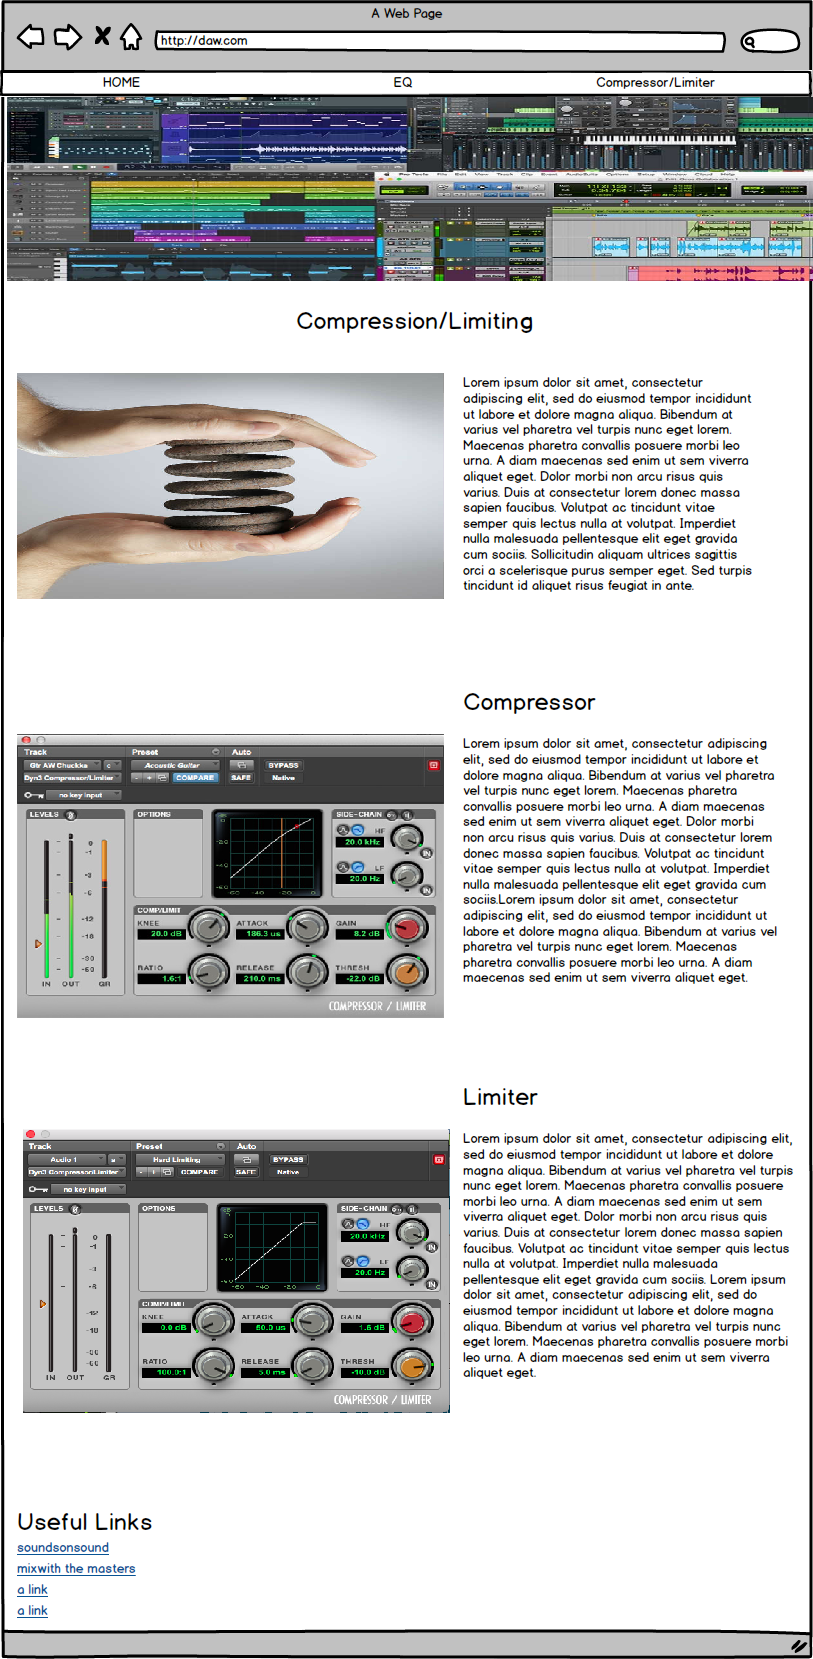 A Web Page
http://daw.com
HOME EQ Compressor/Limiter
Compression/Limiting
Lorem ipsum dolor sit amet, consectetur
adipiscing elit, sed do eiusmod tempor incididunt
ut labore et dolore magna aliqua. Bibendum at
varius vel pharetra vel turpis nunc eget lorem.
Maecenas pharetra convallis posuere morbi leo
urna. A diam maecenas sed enim ut sem viverra
aliquet eget. Dolor morbi non arcu risus quis
varius. Duis at consectetur lorem donec massa
sapien faucibus. Volutpat ac tincidunt vitae
semper quis lectus nulla at volutpat. Imperdiet
nulla malesuada pellentesque elit eget gravida
cum sociis. Sollicitudin aliquam ultrices sagittis
orci a scelerisque purus semper eget. Sed turpis
tincidunt id aliquet risus feugiat in ante.
Compressor
Track Preset Auto
Gtr AW Chuckka c Acoustic Guitar
Dyn3 Compressor/Limiter - + COMPARE SAFE
BYPASS
Native
no key input
LEVELS OPTIONS SIDE-CHAIN
HF
20.0 kHz
IN
LF
20.0 Hz
IN
COMP/LIMIT
KNEE ATTACK GAIN
20.0 dB 186.3 us 8.2 dB
RATIO RELEASE THRESH
1.6:1 210.0 ms -22.0 dB
IN OUT GR
COMPRESSOR / LIMITER
Lorem ipsum dolor sit amet, consectetur adipiscing
elit, sed do eiusmod tempor incididunt ut labore et
dolore magna aliqua. Bibendum at varius vel pharetra
vel turpis nunc eget lorem. Maecenas pharetra
convallis posuere morbi leo urna. A diam maecenas
sed enim ut sem viverra aliquet eget. Dolor morbi
non arcu risus quis varius. Duis at consectetur lorem
donec massa sapien faucibus. Volutpat ac tincidunt
vitae semper quis lectus nulla at volutpat. Imperdiet
nulla malesuada pellentesque elit eget gravida cum
sociis.Lorem ipsum dolor sit amet, consectetur
adipiscing elit, sed do eiusmod tempor incididunt ut
labore et dolore magna aliqua. Bibendum at varius vel
pharetra vel turpis nunc eget lorem. Maecenas
pharetra convallis posuere morbi leo urna. A diam
maecenas sed enim ut sem viverra aliquet eget.
Limiter
Track Preset Auto
Audio 1 a Hard Limiting
Dyn3 Compressor/Limiter - + COMPARE SAFE
BYPASS
Native
no key input
LEVELS OPTIONS SIDE-CHAIN
HF
20.0 kHz
IN
LF
20.0 Hz
IN
COMP/LIMIT
KNEE ATTACK GAIN
0.0 dB 50.0 us 1.6 dB
RATIO RELEASE THRESH
100.0:1 5.0 ms -10.0 dB
IN OUT GR
COMPRESSOR / LIMITER
Lorem ipsum dolor sit amet, consectetur adipiscing elit,
sed do eiusmod tempor incididunt ut labore et dolore
magna aliqua. Bibendum at varius vel pharetra vel turpis
nunc eget lorem. Maecenas pharetra convallis posuere
morbi leo urna. A diam maecenas sed enim ut sem
viverra aliquet eget. Dolor morbi non arcu risus quis
varius. Duis at consectetur lorem donec massa sapien
faucibus. Volutpat ac tincidunt vitae semper quis lectus
nulla at volutpat. Imperdiet nulla malesuada
pellentesque elit eget gravida cum sociis. Lorem ipsum
dolor sit amet, consectetur adipiscing elit, sed do
eiusmod tempor incididunt ut labore et dolore magna
aliqua. Bibendum at varius vel pharetra vel turpis nunc
eget lorem. Maecenas pharetra convallis posuere morbi
leo urna. A diam maecenas sed enim ut sem viverra
aliquet eget.
Useful Links
soundsonsound
mixwith the masters
a link
a link